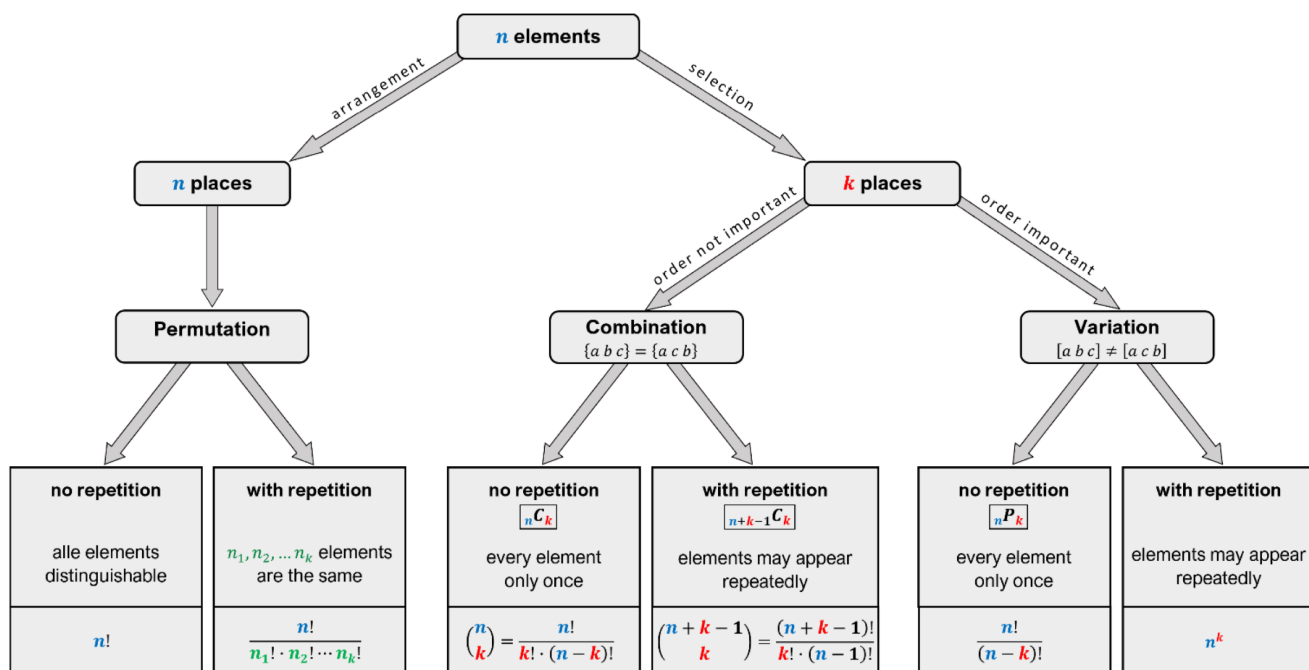 n elements
arrangement
selection
n places
k places
order not important
order important
Permutation
Combination
{a b c} = {a c b}
Variation
[a b c] ≠ [a c b]
no repetition
alle elements
distinguishable
n!
with repetition
n₁, n₂, … nₖ elements
are the same
n! / (n₁! · n₂! ⋯ nₖ!)
no repetition
ₙCₖ
every element
only once
(n k) = n! / (k! · (n − k)!)
with repetition
ₙ₊ₖ₋₁Cₖ
elements may appear
repeatedly
(n + k − 1 k) = (n + k − 1)! / (k! · (n − 1)!)
no repetition
ₙPₖ
every element
only once
n! / (n − k)!
with repetition
elements may appear
repeatedly
nᵏ